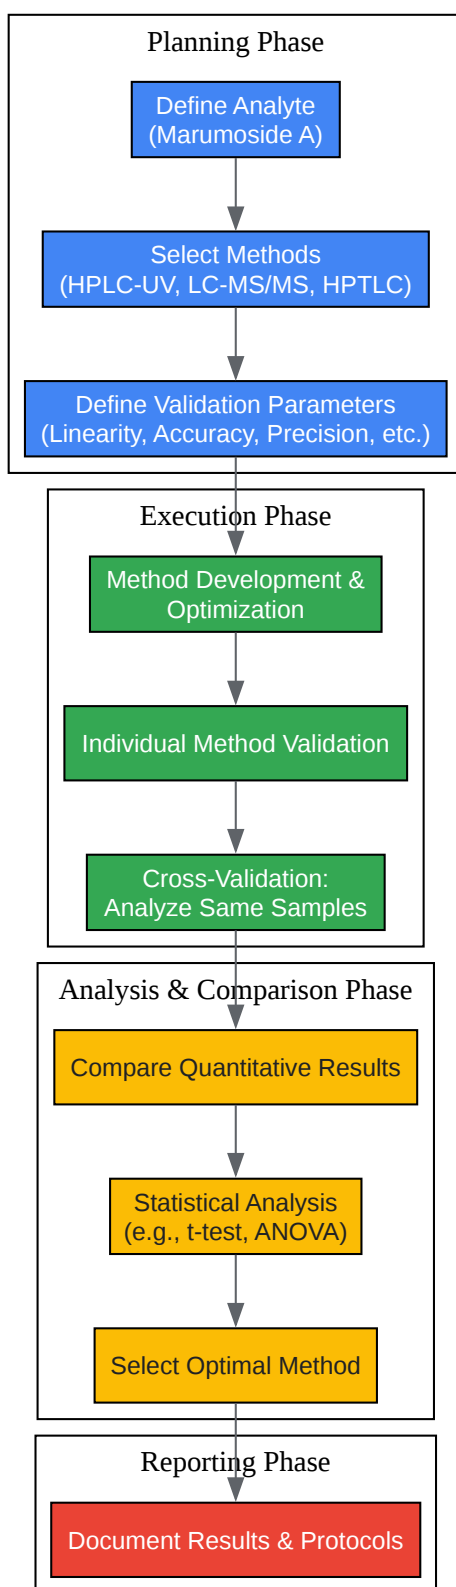 Planning Phase
Define Analyte
(Marumoside A)
Select Methods
(HPLC-UV, LC-MS/MS, HPTLC)
Define Validation Parameters
(Linearity, Accuracy, Precision, etc.)
Execution Phase
Method Development &
Optimization
Individual Method Validation
Cross-Validation:
Analyze Same Samples
Analysis & Comparison Phase
Compare Quantitative Results
Statistical Analysis
(e.g., t-test, ANOVA)
Select Optimal Method
Reporting Phase
Document Results & Protocols